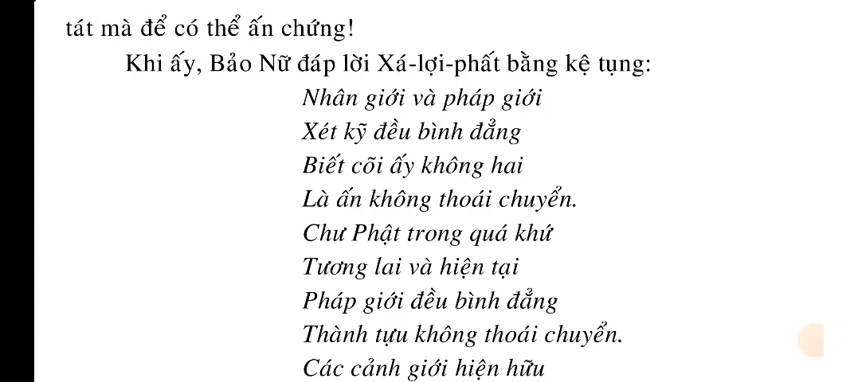 tát mà để có thể ấn chứng!
Khi ấy, Bảo Nữ đáp lời Xá-lợi-phất bằng kệ tụng:
Nhân giới và pháp giới
Xét kỹ đều bình đẳng
Biết cõi ấy không hai
Là ấn không thoái chuyển.
Chư Phật trong quá khứ
Tương lai và hiện tại
Pháp giới đều bình đẳng
Thành tựu không thoái chuyển.
Các cảnh giới hiện hữu